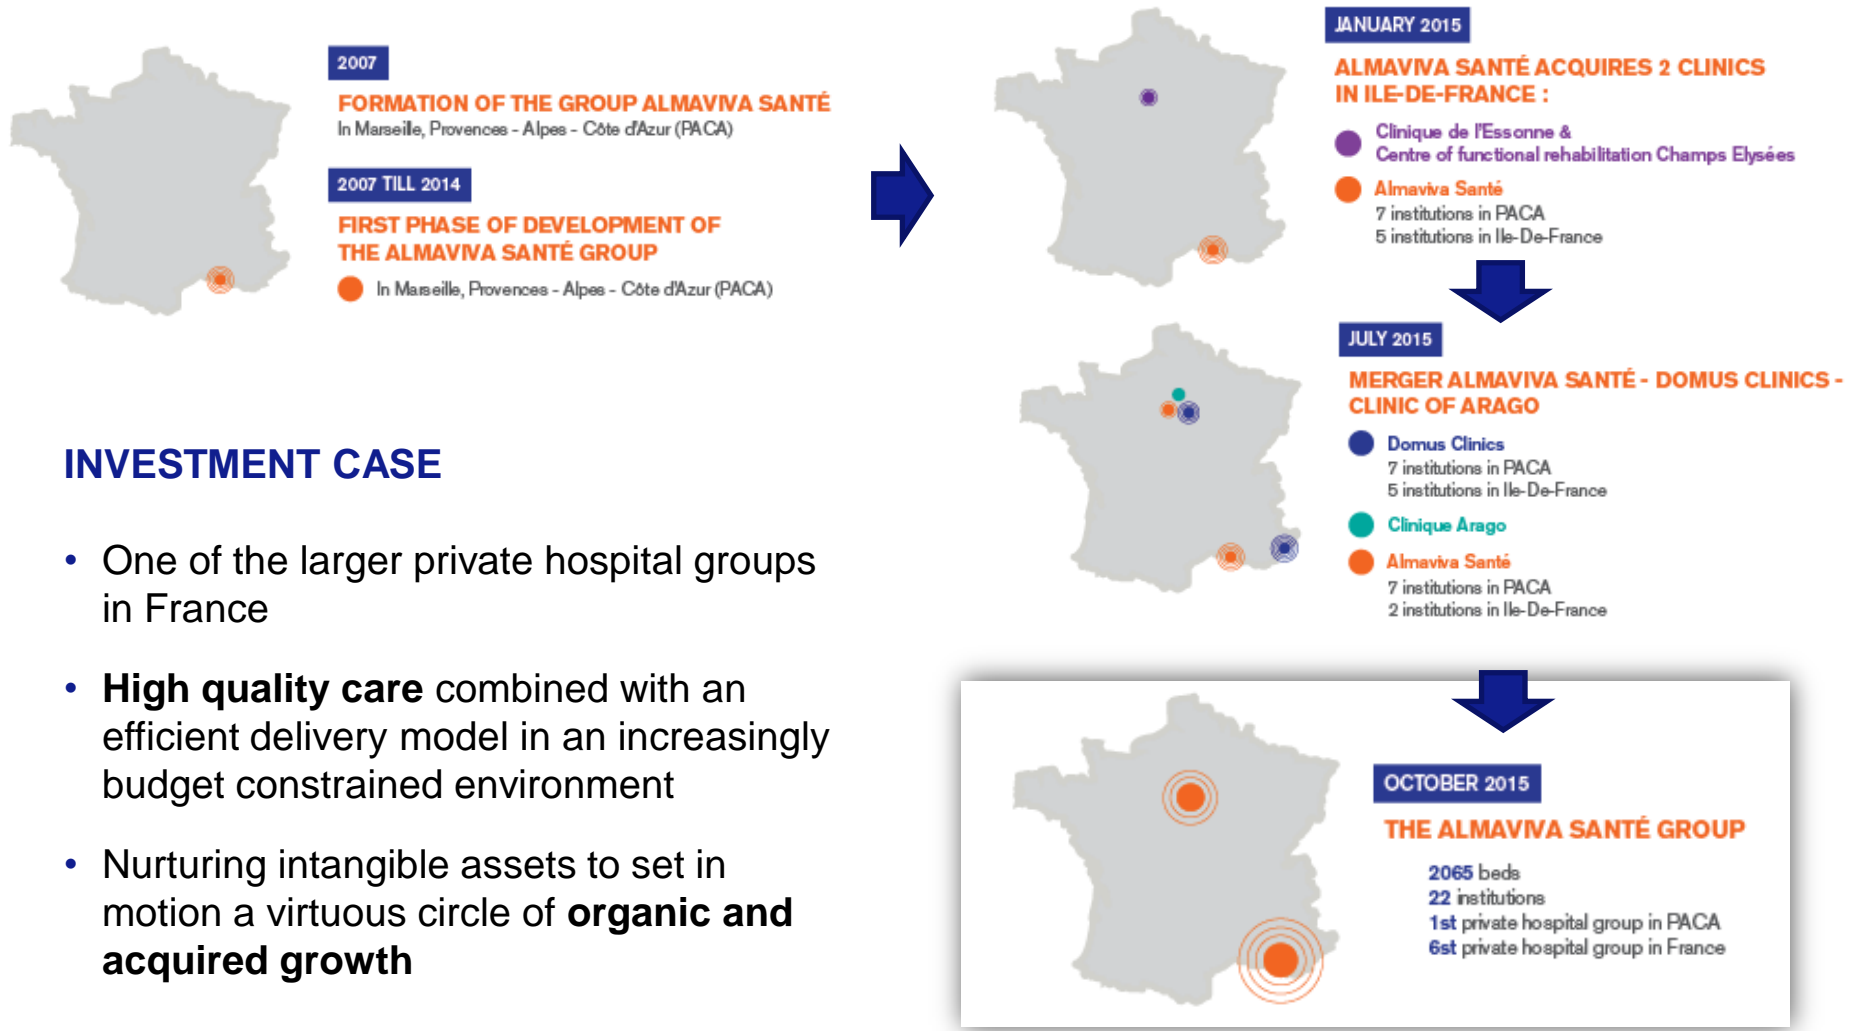 2007
FORMATION OF THE GROUP ALMAVIVA SANTÉ
In Marseille, Provences - Alpes - Côte d'Azur (PACA)
2007 TILL 2014
FIRST PHASE OF DEVELOPMENT OF
THE ALMAVIVA SANTÉ GROUP
In Marseille, Provences - Alpes - Côte d'Azur (PACA)
JANUARY 2015
ALMAVIVA SANTÉ ACQUIRES 2 CLINICS
IN ILE-DE-FRANCE :
Clinique de l'Essonne &
Centre of functional rehabilitation Champs Elysées
Almaviva Santé
7 institutions in PACA
5 institutions in Ile-De-France
JULY 2015
MERGER ALMAVIVA SANTÉ - DOMUS CLINICS -
CLINIC OF ARAGO
Domus Clinics
7 institutions in PACA
5 institutions in Ile-De-France
Clinique Arago
Almaviva Santé
7 institutions in PACA
2 institutions in Ile-De-France
INVESTMENT CASE
• One of the larger private hospital groups
in France
• High quality care combined with an
efficient delivery model in an increasingly
budget constrained environment
• Nurturing intangible assets to set in
motion a virtuous circle of organic and
acquired growth
OCTOBER 2015
THE ALMAVIVA SANTÉ GROUP
2065 beds
22 institutions
1st private hospital group in PACA
6st private hospital group in France